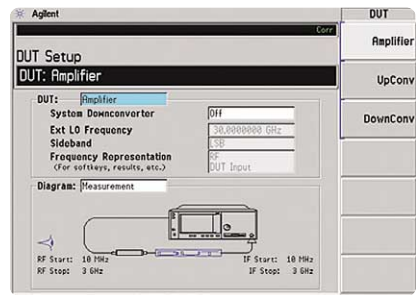 Agilent
DUT
Corr
Amplifier
DUT Setup
DUT: Amplifier
UpConv
DUT: Amplifier
System Downconverter Off
DownConv
Ext LO Frequency 30.0000000 GHz
Sideband LSB
Frequency Representation RF
(For softkeys, results, etc.) DUT Input
Diagram: Measurement
RF Start: 10 MHz IF Start: 10 MHz
RF Stop: 3 GHz IF Stop: 3 GHz